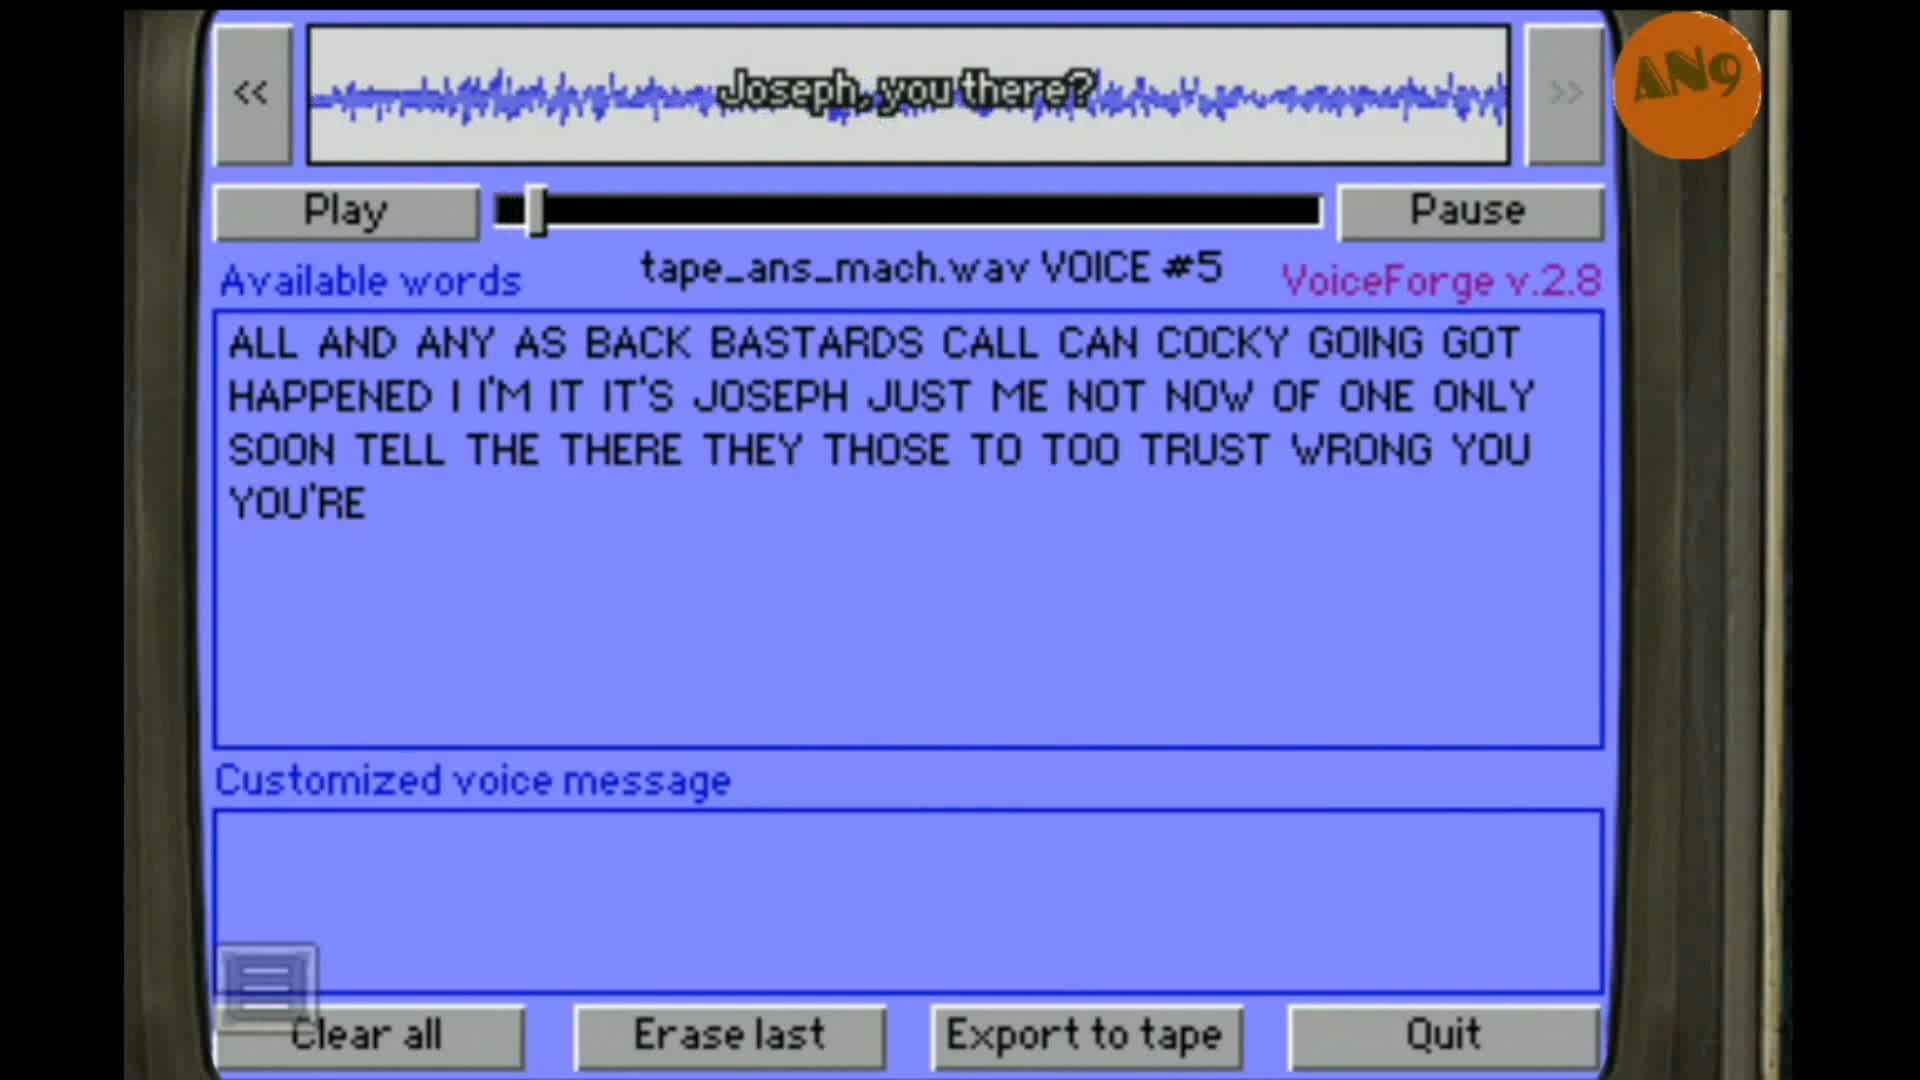 <<
Joseph, you there?
>>
AN9
Play
Pause
tape_ans_mach.wav VOICE #5
Available words
VoiceForge v.2.8
ALL AND ANY AS BACK BASTARDS CALL CAN COCKY GOING GOT
HAPPENED I I'M IT IT'S JOSEPH JUST ME NOT NOW OF ONE ONLY
SOON TELL THE THERE THEY THOSE TO TOO TRUST WRONG YOU
YOU'RE
Customized voice message
Clear all
Erase last
Export to tape
Quit